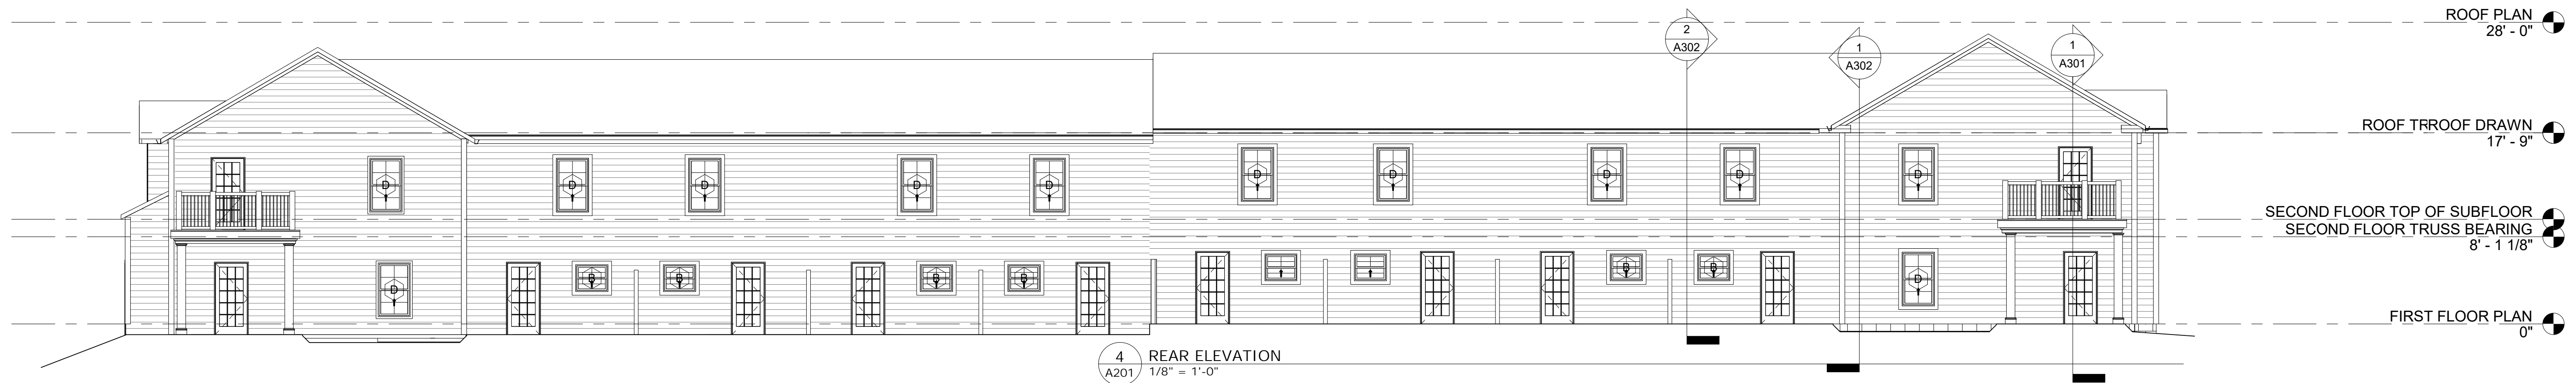 ROOF PLAN
28' - 0"
2
A302
1
A302
1
A301
ROOF TRROOF DRAWN
17' - 9"
D
D
D
D
D
D
D
D
D
D
SECOND FLOOR TOP OF SUBFLOOR
SECOND FLOOR TRUSS BEARING
8' - 1 1/8"
D
B
B
B
B
B
B
D
FIRST FLOOR PLAN
0"
4
A201
REAR ELEVATION
1/8" = 1'-0"